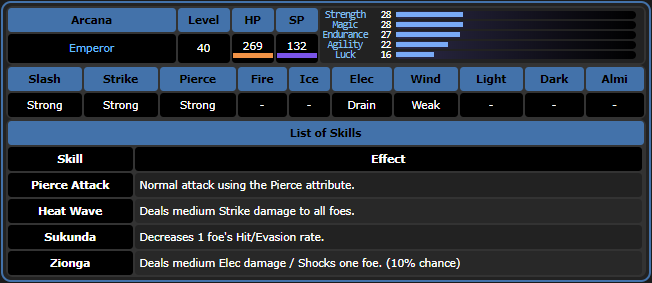 Arcana Level HP SP
Emperor 40 269 132
Strength 28
Magic 28
Endurance 27
Agility 22
Luck 16
Slash Strike Pierce Fire Ice Elec Wind Light Dark Almi
Strong Strong Strong - - Drain Weak - - -
List of Skills
Skill Effect
Pierce Attack Normal attack using the Pierce attribute.
Heat Wave Deals medium Strike damage to all foes.
Sukunda Decreases 1 foe's Hit/Evasion rate.
Zionga Deals medium Elec damage / Shocks one foe. (10% chance)